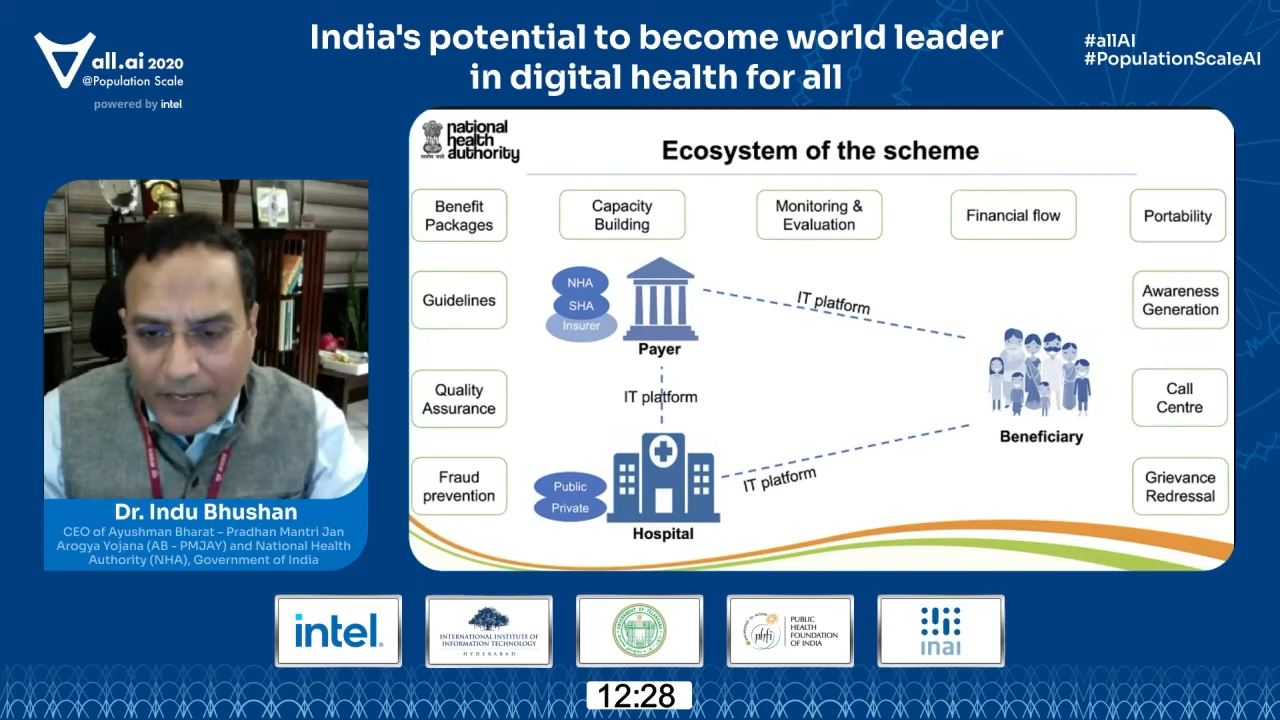 India's potential to become world leader
in digital health for all
all.ai 2020
@Population Scale
powered by intel
#allAI
#PopulationScaleAI
national
health
authority
Ecosystem of the scheme
Benefit
Packages
Capacity
Building
Monitoring &
Evaluation
Financial flow
Portability
Guidelines
NHA
SHA
Insurer
Payer
IT platform
Awareness
Generation
Quality
Assurance
IT platform
Beneficiary
Call
Centre
Fraud
prevention
Public
Private
Hospital
IT platform
Grievance
Redressal
Dr. Indu Bhushan
CEO of Ayushman Bharat – Pradhan Mantri Jan
Arogya Yojana (AB - PMJAY) and National Health
Authority (NHA), Government of India
intel.
INTERNATIONAL INSTITUTE OF
INFORMATION TECHNOLOGY
HYDERABAD
phfi
PUBLIC
HEALTH
FOUNDATION
OF INDIA
inai
12:28